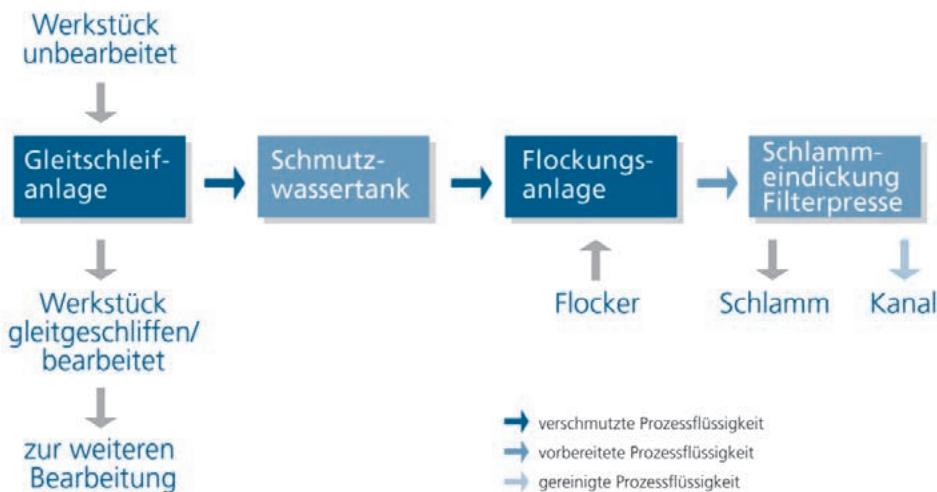 Werkstück
unbearbeitet
Gleitschleif-
anlage
Schmutz-
wassertank
Flockungs-
anlage
Schlamm-
eindickung
Filterpresse
Werkstück
gleitgeschliffen/
bearbeitet
Flocker
Schlamm
Kanal
zur weiteren
Bearbeitung
verschmutzte Prozessflüssigkeit
vorbereitete Prozessflüssigkeit
gereinigte Prozessflüssigkeit